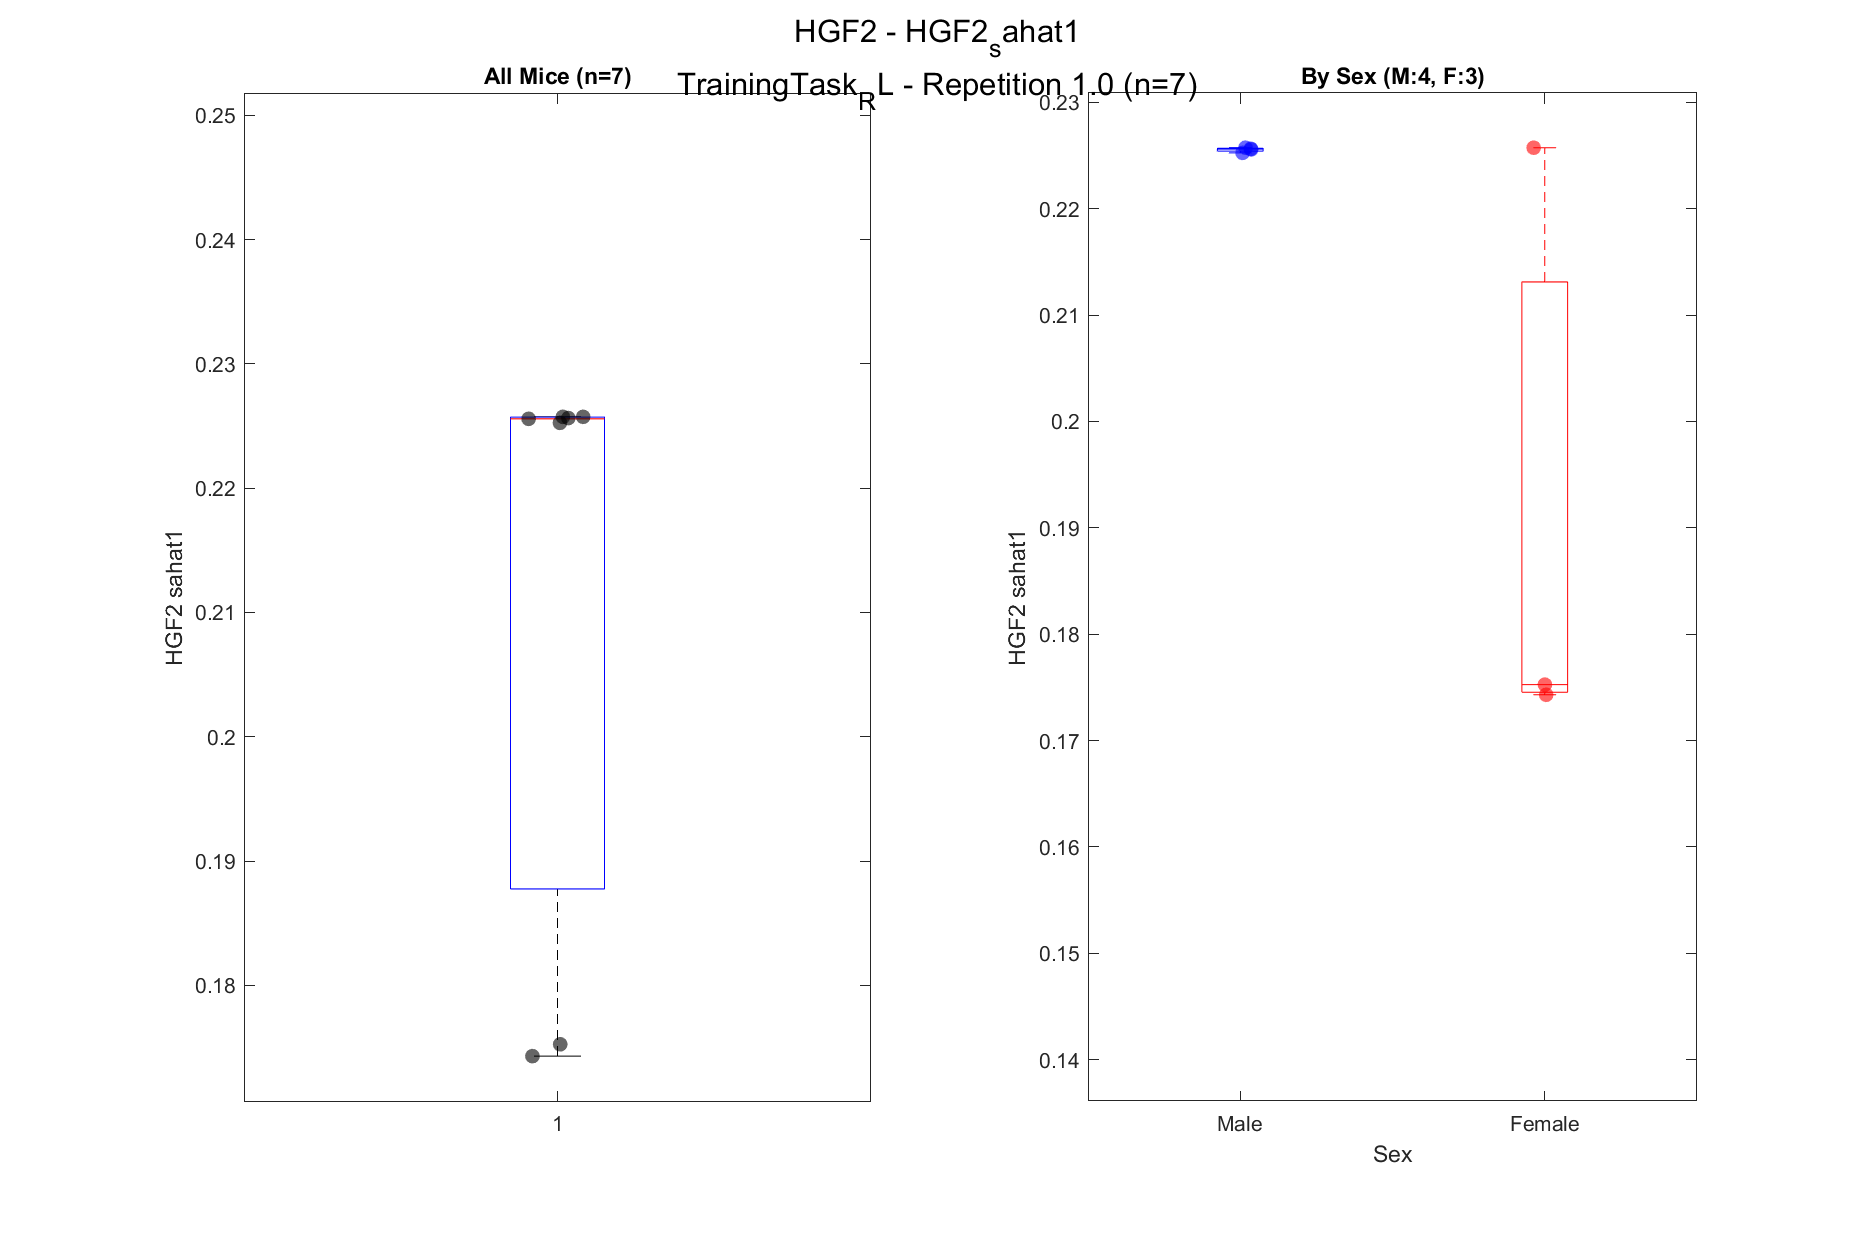 HGF2 - HGF2sahat1
TrainingTaskRL - Repetition 1.0 (n=7)
All Mice (n=7)
0.25
0.24
0.23
0.22
0.21
0.2
0.19
0.18
HGF2 sahat1
1
By Sex (M:4, F:3)
0.23
0.22
0.21
0.2
0.19
0.18
0.17
0.16
0.15
0.14
HGF2 sahat1
Male Female
Sex